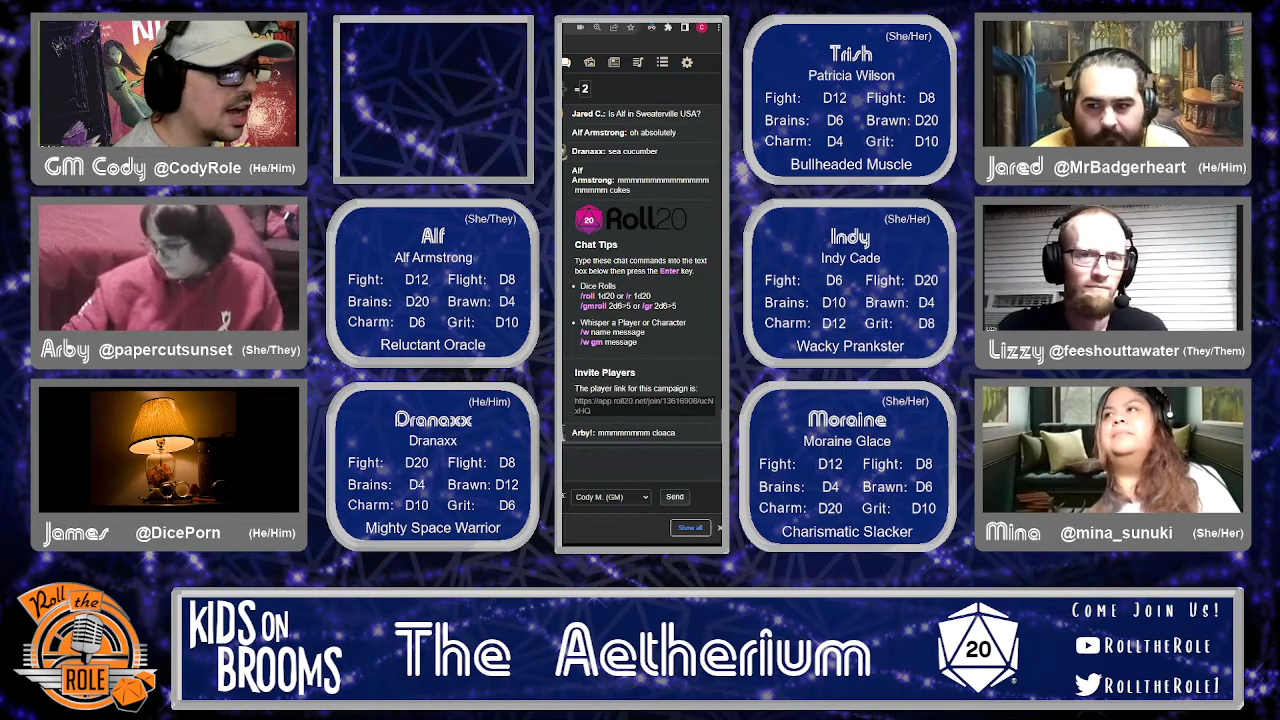 GM Cody @CodyRole (He/Him)
Arby @papercutsunset (She/They)
James @DicePorn (He/Him)
(She/They)
Alf
Alf Armstrong
Fight: D12 Flight: D8
Brains: D20 Brawn: D4
Charm: D6 Grit: D10
Reluctant Oracle
(He/Him)
Dranaxx
Dranaxx
Fight: D20 Flight: D8
Brains: D4 Brawn: D12
Charm: D10 Grit: D6
Mighty Space Warrior
=2
Jared C.: Is Alf in Sweaterville USA?
Alf Armstrong: oh absolutely
Dranaxx: sea cucumber
Alf
Armstrong: mmmmmmmmmmmmmm
mmmmm cukes
20 Roll20
Chat Tips
Type these chat commands into the text
box below then press the Enter key.
• Dice Rolls
/roll 1d20 or /r 1d20
/gmroll 2d6>5 or /gr 2d6>5
• Whisper a Player or Character
/w name message
/w gm message
Invite Players
The player link for this campaign is:
https://app.roll20.net/join/13616908/ucN
xHQ
Arby!: mmmmmmmm cloaca
Cody M. (GM) Send
Show all
(She/Her)
Trish
Patricia Wilson
Fight: D12 Flight: D8
Brains: D6 Brawn: D20
Charm: D4 Grit: D10
Bullheaded Muscle
(She/Her)
Indy
Indy Cade
Fight: D6 Flight: D20
Brains: D10 Brawn: D4
Charm: D12 Grit: D8
Wacky Prankster
(She/Her)
Moraine
Moraine Glace
Fight: D12 Flight: D8
Brains: D4 Brawn: D6
Charm: D20 Grit: D10
Charismatic Slacker
Jared @MrBadgerheart (He/Him)
Lizzy @feeshouttawater (They/Them)
Mina @mina_sunuki (She/Her)
Roll the
ROLE
KIDS ON
BROOMS
The Aetherium
20
COME JOIN US!
ROLLTHEROLE
ROLLTHEROLE1